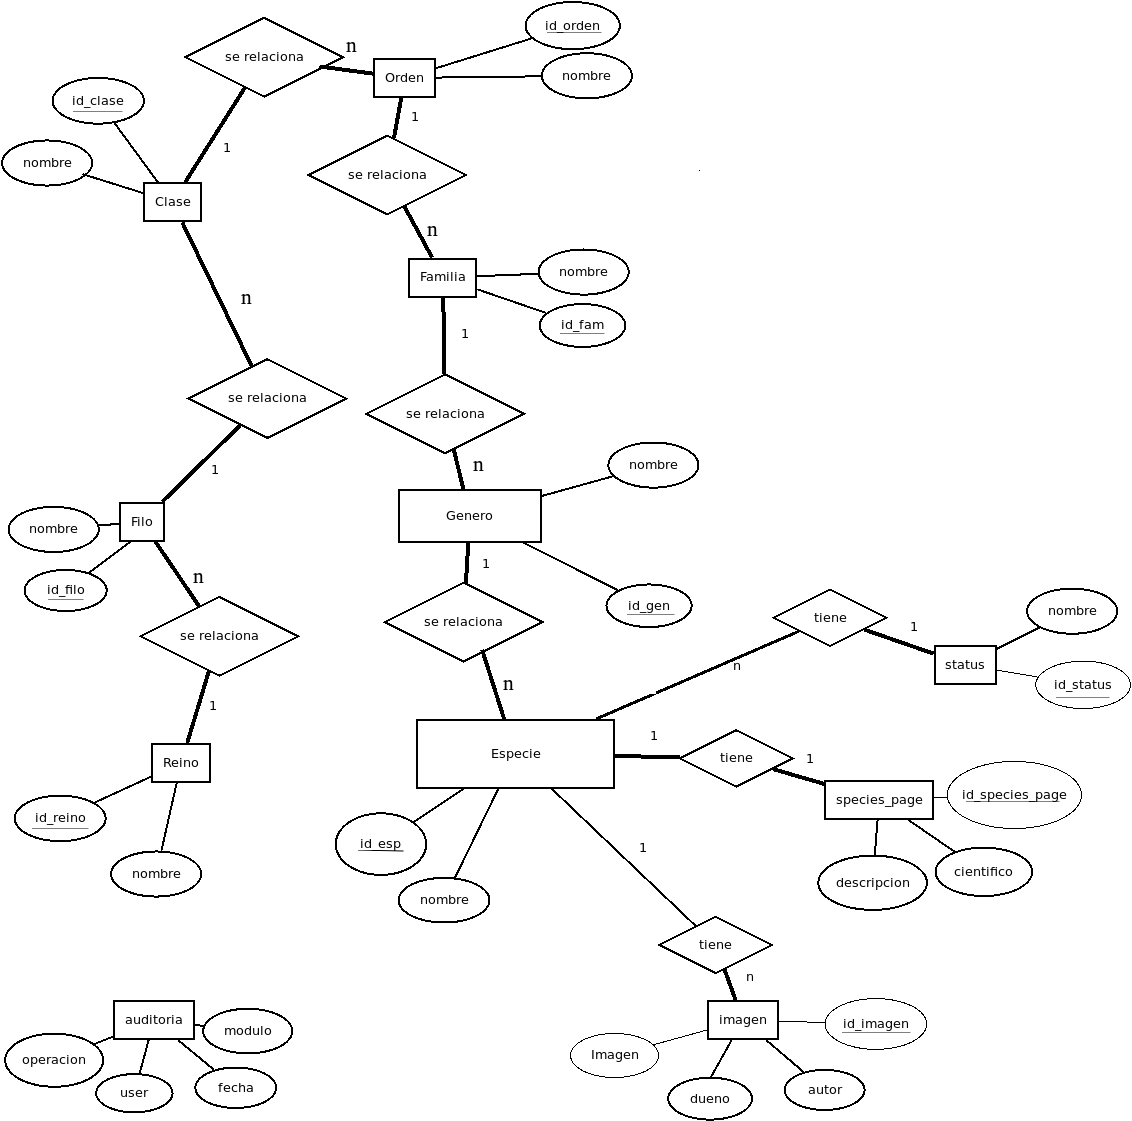 id_orden
n
se relaciona
nombre
Orden
id_clase
1
1
nombre
se relaciona
Clase
n
nombre
Familia
n
id_fam
1
se relaciona
se relaciona
n
nombre
1
Genero
Filo
nombre
1
n
id_filo
id_gen
nombre
tiene
se relaciona
se relaciona
1
status
n
n
id_status
1
1
Reino
Especie
tiene
1
id_species_page
species_page
id_reino
id_esp
1
nombre
cientifico
descripcion
nombre
tiene
n
auditoria
modulo
imagen
id_imagen
operacion
Imagen
user
fecha
dueno
autor